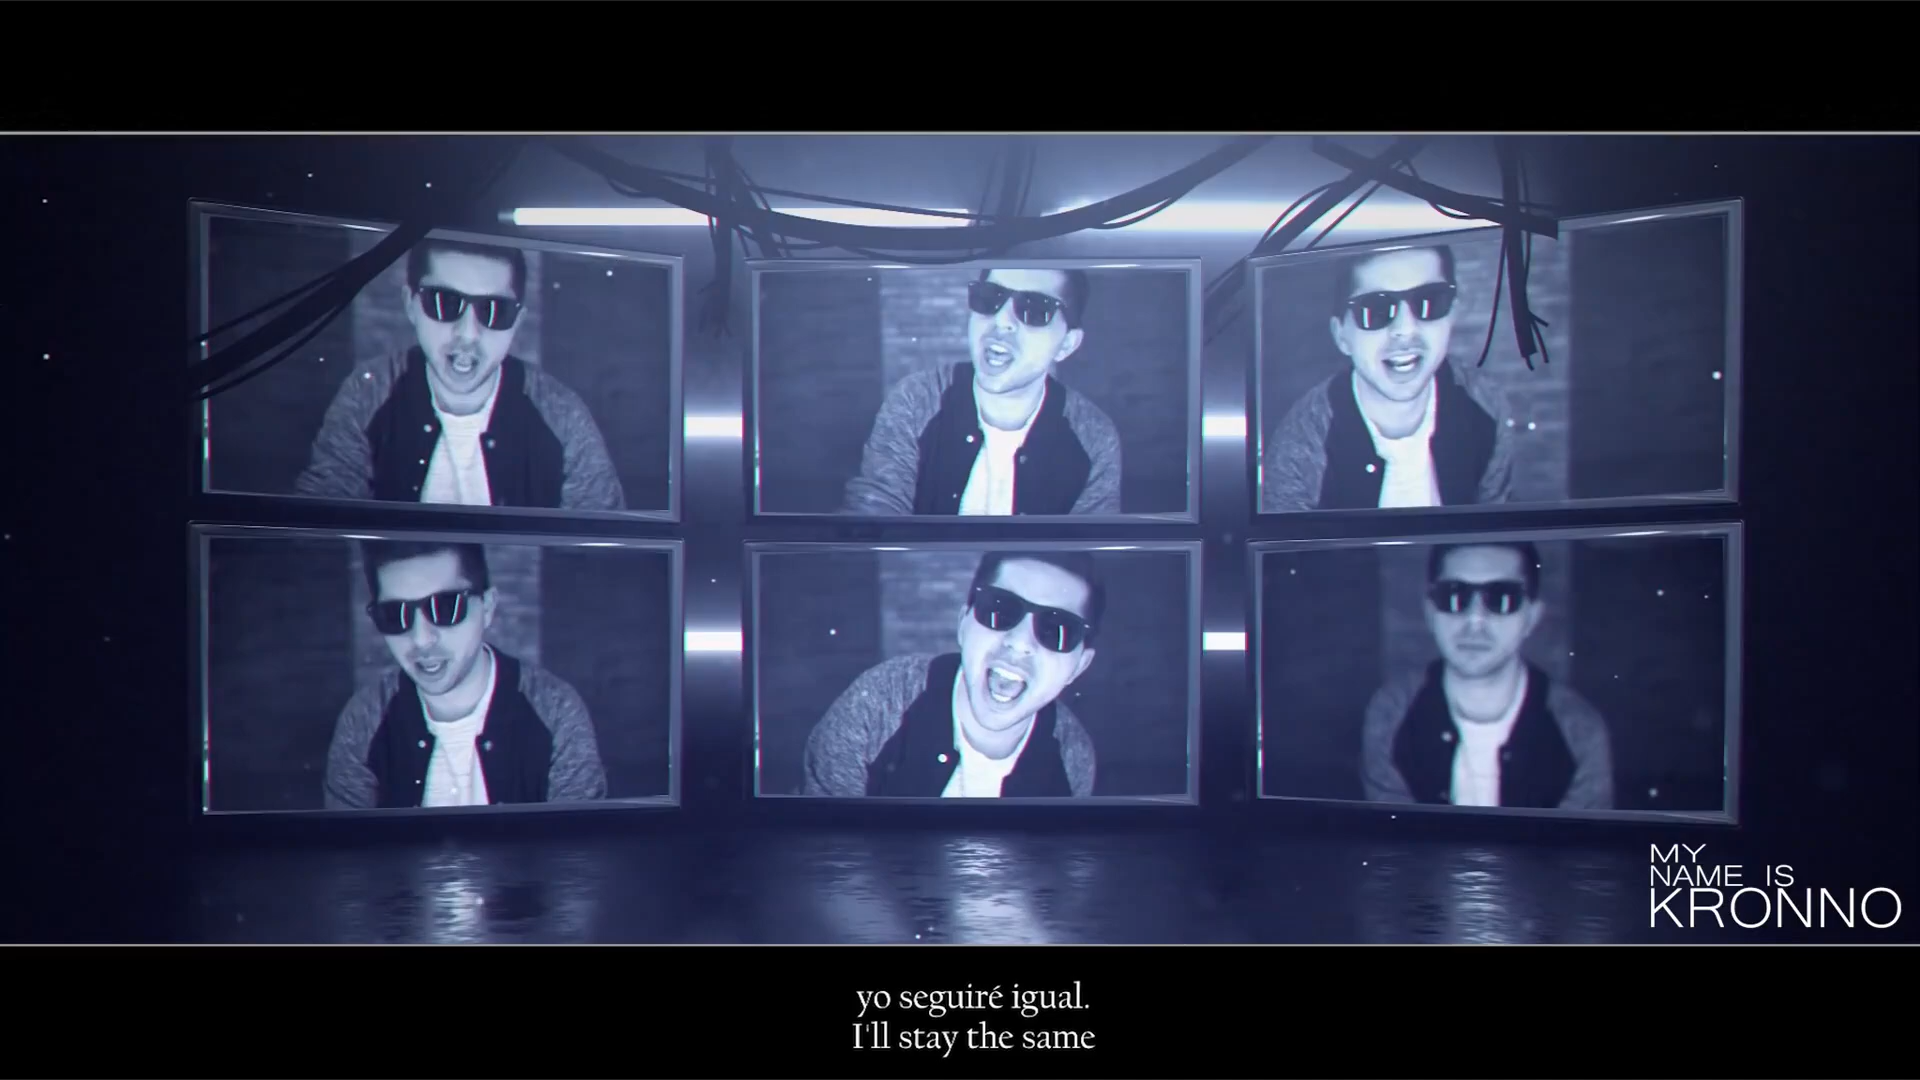 MY
NAME IS
KRONNO
yo seguiré igual.
I'll stay the same